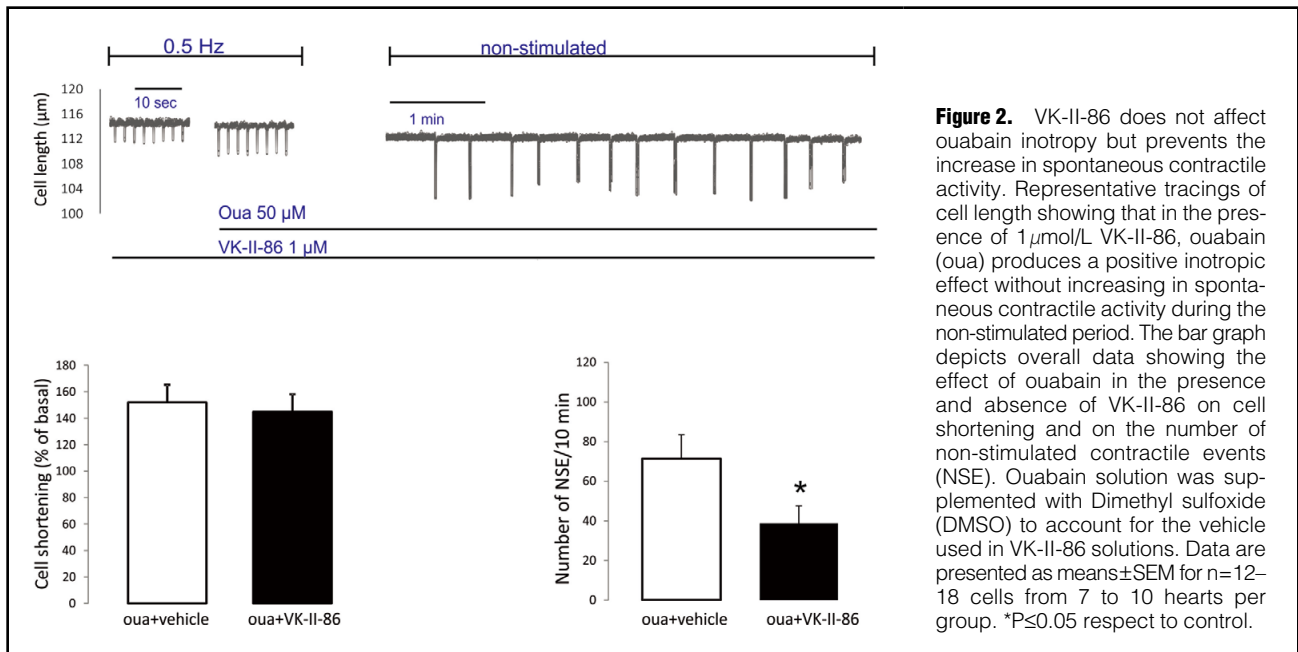 0.5 Hz
non-stimulated
120
116
112
108
104
100
Cell length (μm)
10 sec
1 min
Oua 50 μM
VK-II-86 1 μM
180
160
140
120
100
80
60
40
20
0
Cell shortening (% of basal)
oua+vehicle
oua+VK-II-86
120
100
80
60
40
20
0
Number of NSE/10 min
*
oua+vehicle
oua+VK-II-86
Figure 2. VK-II-86 does not affect
ouabain inotropy but prevents the
increase in spontaneous contractile
activity. Representative tracings of
cell length showing that in the pres-
ence of 1μmol/L VK-II-86, ouabain
(oua) produces a positive inotropic
effect without increasing in sponta-
neous contractile activity during the
non-stimulated period. The bar graph
depicts overall data showing the
effect of ouabain in the presence
and absence of VK-II-86 on cell
shortening and on the number of
non-stimulated contractile events
(NSE). Ouabain solution was sup-
plemented with Dimethyl sulfoxide
(DMSO) to account for the vehicle
used in VK-II-86 solutions. Data are
presented as means±SEM for n=12–
18 cells from 7 to 10 hearts per
group. *P≤0.05 respect to control.